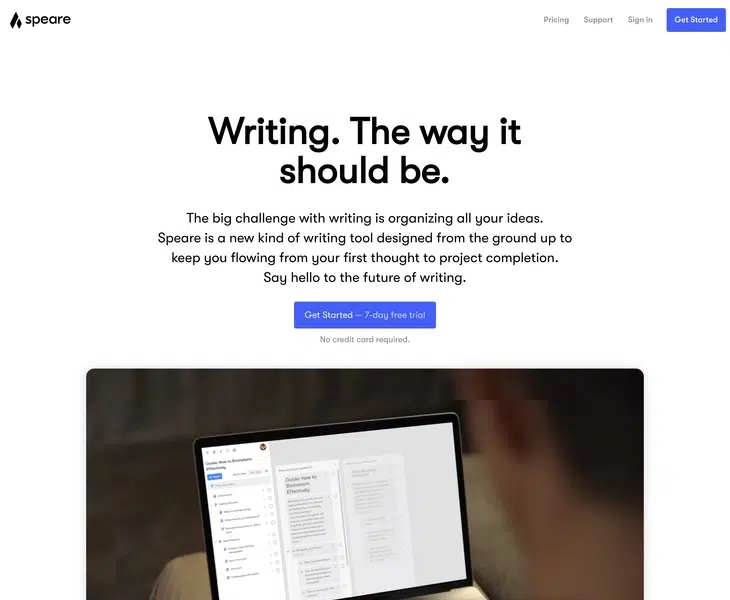 speare
Pricing
Support
Sign in
Get Started
Writing. The way it
should be.
The big challenge with writing is organizing all your ideas.
Speare is a new kind of writing tool designed from the ground up to
keep you flowing from your first thought to project completion.
Say hello to the future of writing.
Get Started — 7-day free trial
No credit card required.
Guide: How to Brainstorm
Effectively
Guide: How to
Brainstorm
Effectively